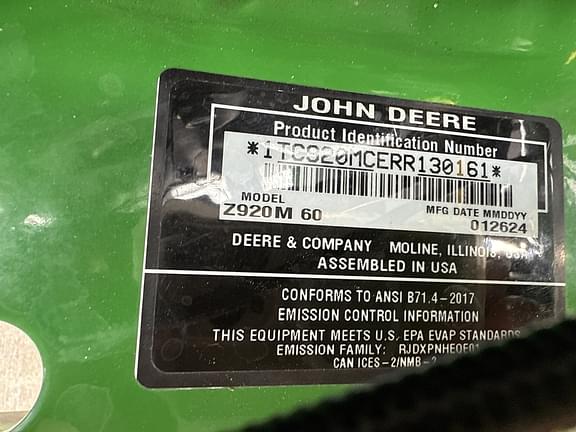 JOHN DEERE
Product Identification Number
*1TC920MCERR130161*
MODEL
Z920M 60
MFG DATE MMDDYY
012624
DEERE & COMPANY MOLINE, ILLINOIS, USA
ASSEMBLED IN USA
CONFORMS TO ANSI B71.4-2017
EMISSION CONTROL INFORMATION
THIS EQUIPMENT MEETS U.S. EPA EVAP STANDARDS
EMISSION FAMILY:
CAN ICES-2/NMB-2